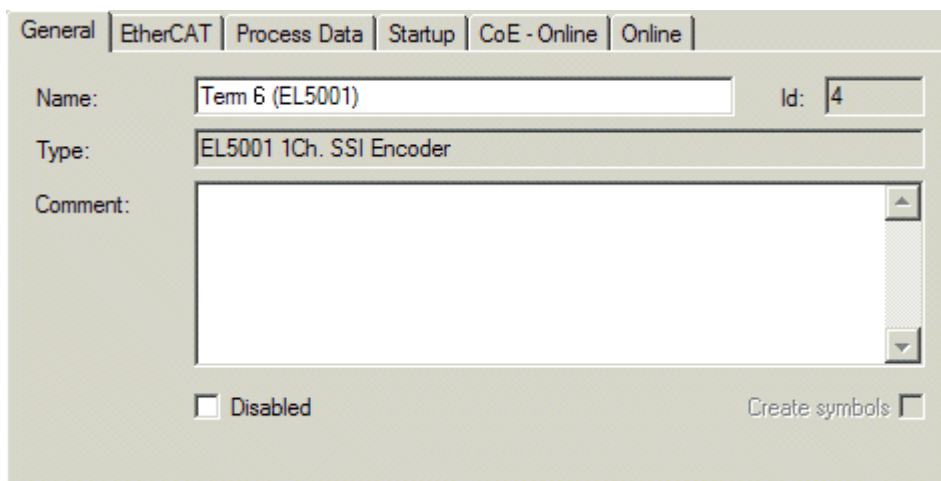 General EtherCAT Process Data Startup CoE - Online Online
Name: Term 6 (EL5001) Id: 4
Type: EL5001 1Ch. SSI Encoder
Comment:
Disabled Create symbols